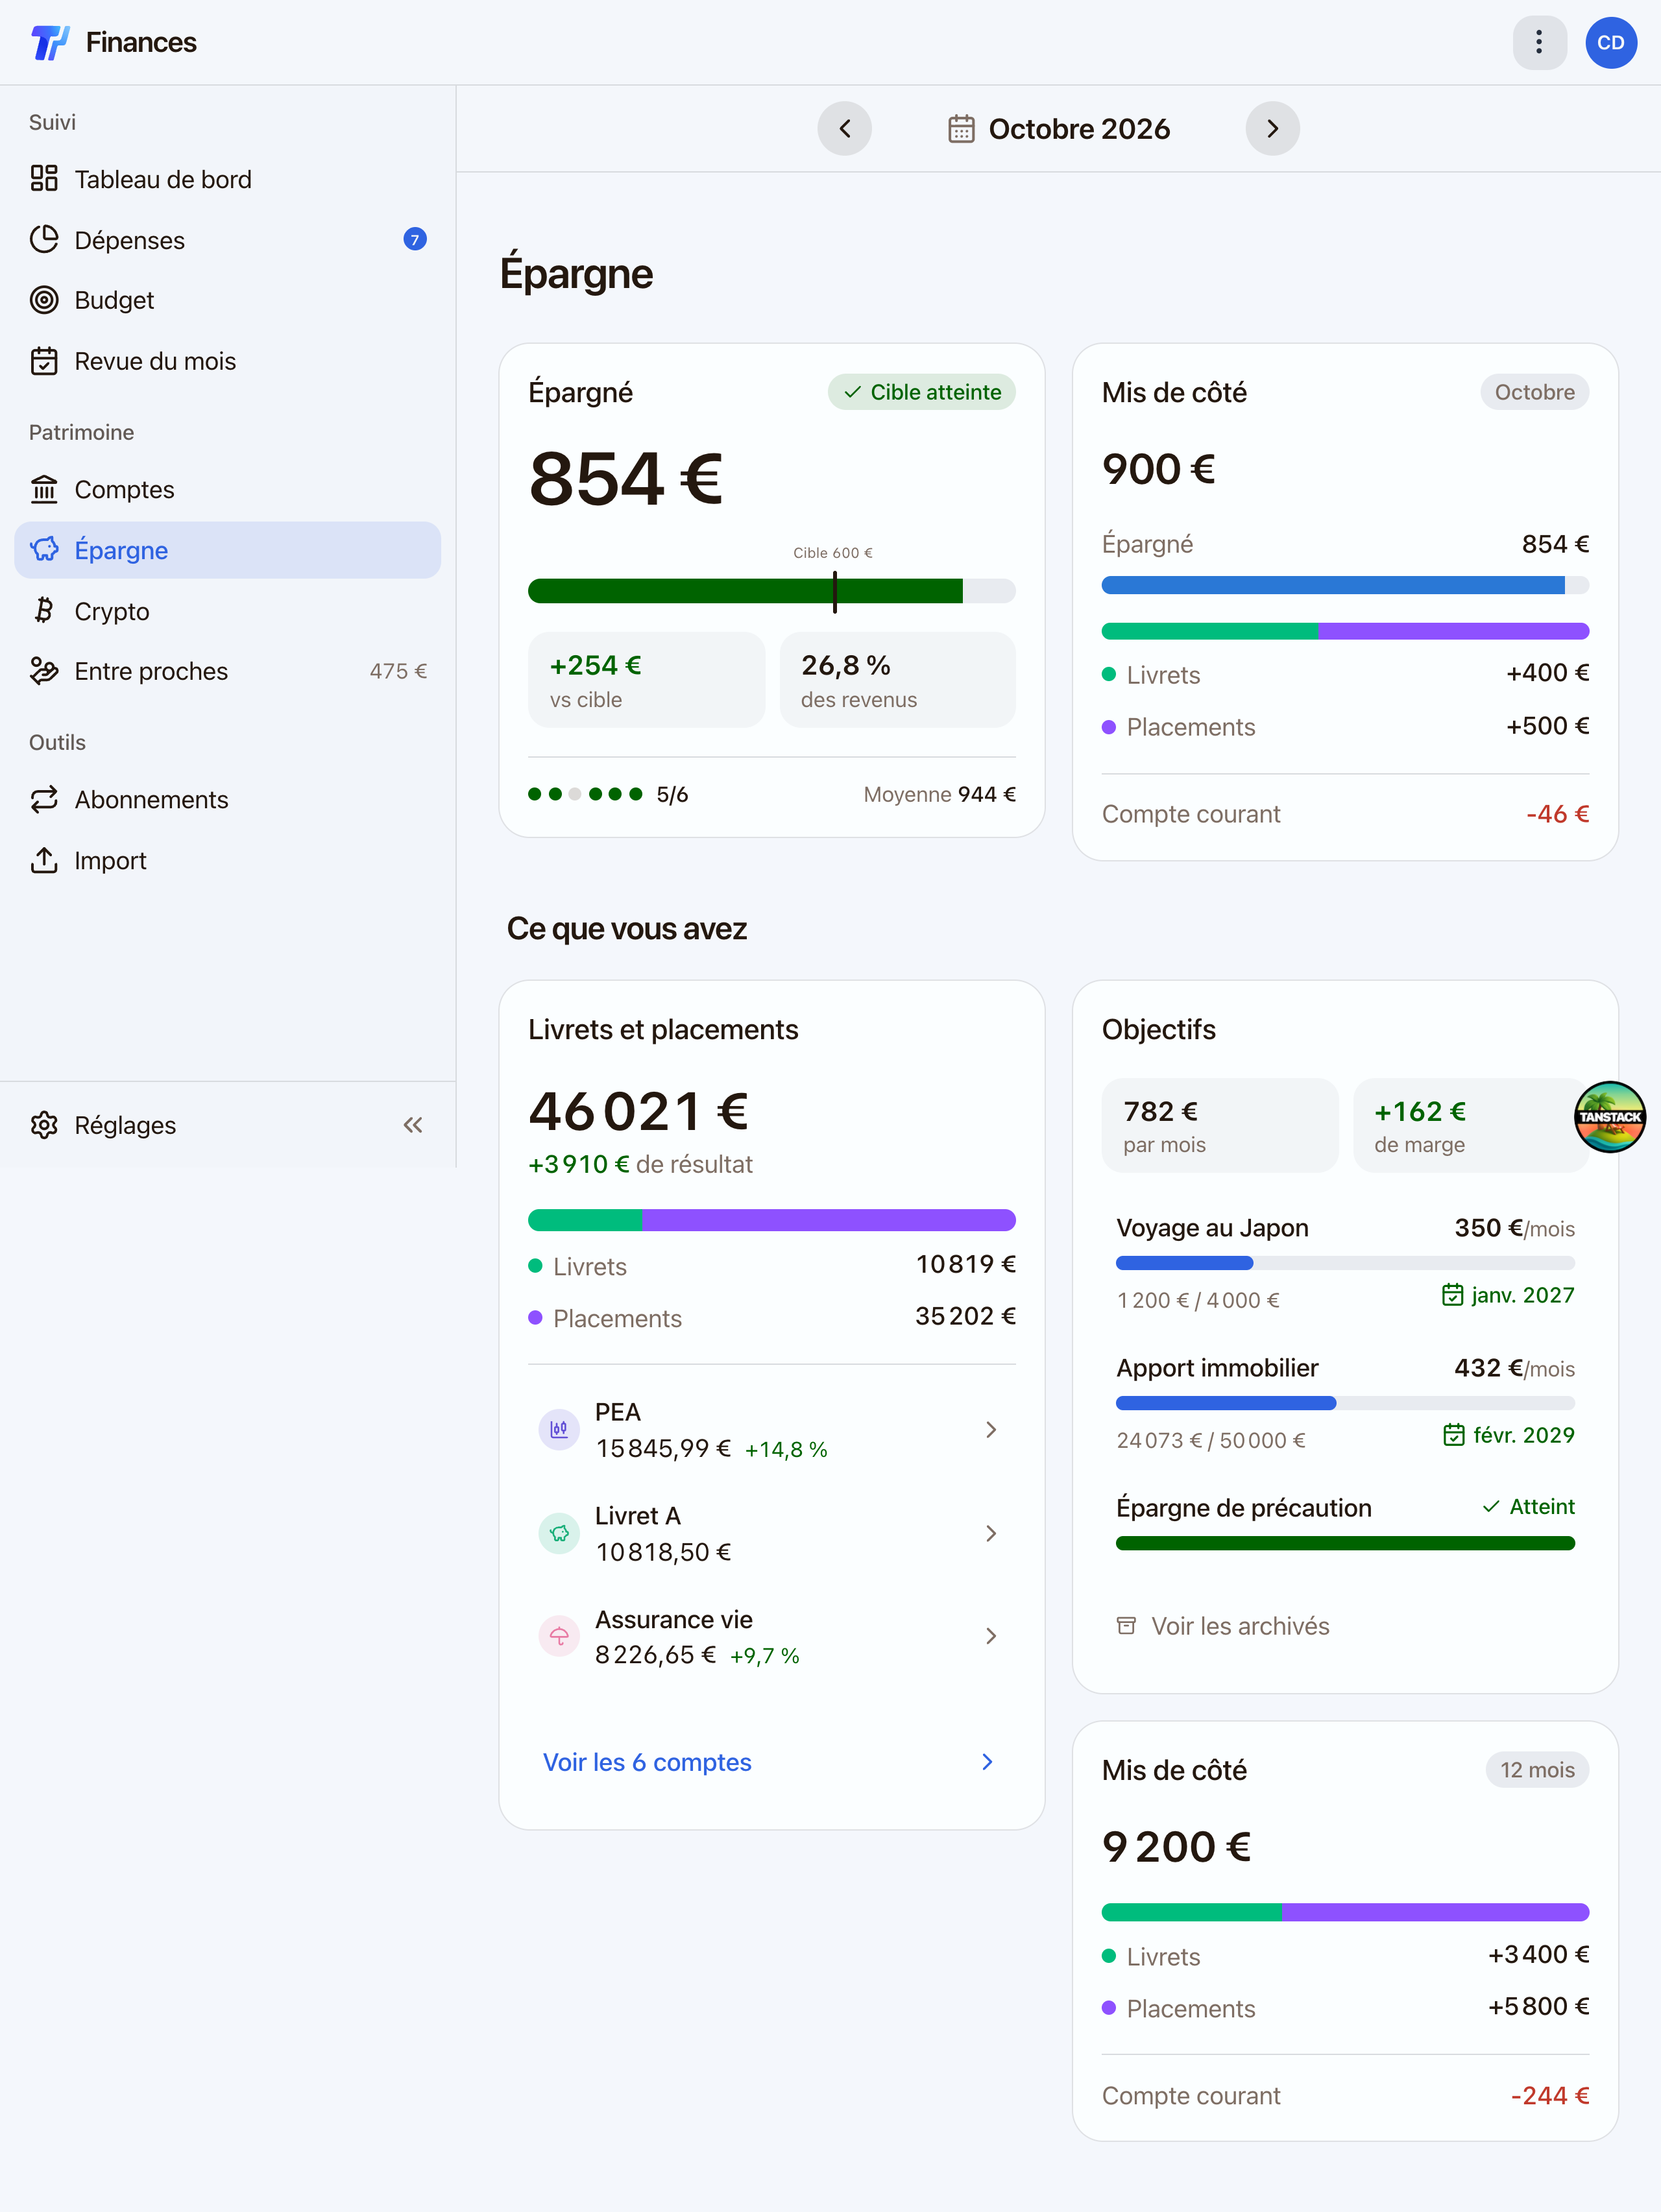 Finances
CD
Suivi
Tableau de bord
Dépenses
7
Budget
Revue du mois
Patrimoine
Comptes
Épargne
Crypto
Entre proches
475 €
Outils
Abonnements
Import
Réglages
Octobre 2026
Épargne
Épargné
Cible atteinte
854 €
Cible 600 €
+254 €
vs cible
26,8 %
des revenus
5/6
Moyenne 944 €
Mis de côté
Octobre
900 €
Épargné
854 €
Livrets
+400 €
Placements
+500 €
Compte courant
-46 €
Ce que vous avez
Livrets et placements
46 021 €
+3 910 € de résultat
Livrets
10 819 €
Placements
35 202 €
PEA
15 845,99 € +14,8 %
Livret A
10 818,50 €
Assurance vie
8 226,65 € +9,7 %
Voir les 6 comptes
Objectifs
782 €
par mois
+162 €
de marge
TANSTACK
Voyage au Japon
350 €/mois
1 200 € / 4 000 €
janv. 2027
Apport immobilier
432 €/mois
24 073 € / 50 000 €
févr. 2029
Épargne de précaution
Atteint
Voir les archivés
Mis de côté
12 mois
9 200 €
Livrets
+3 400 €
Placements
+5 800 €
Compte courant
-244 €